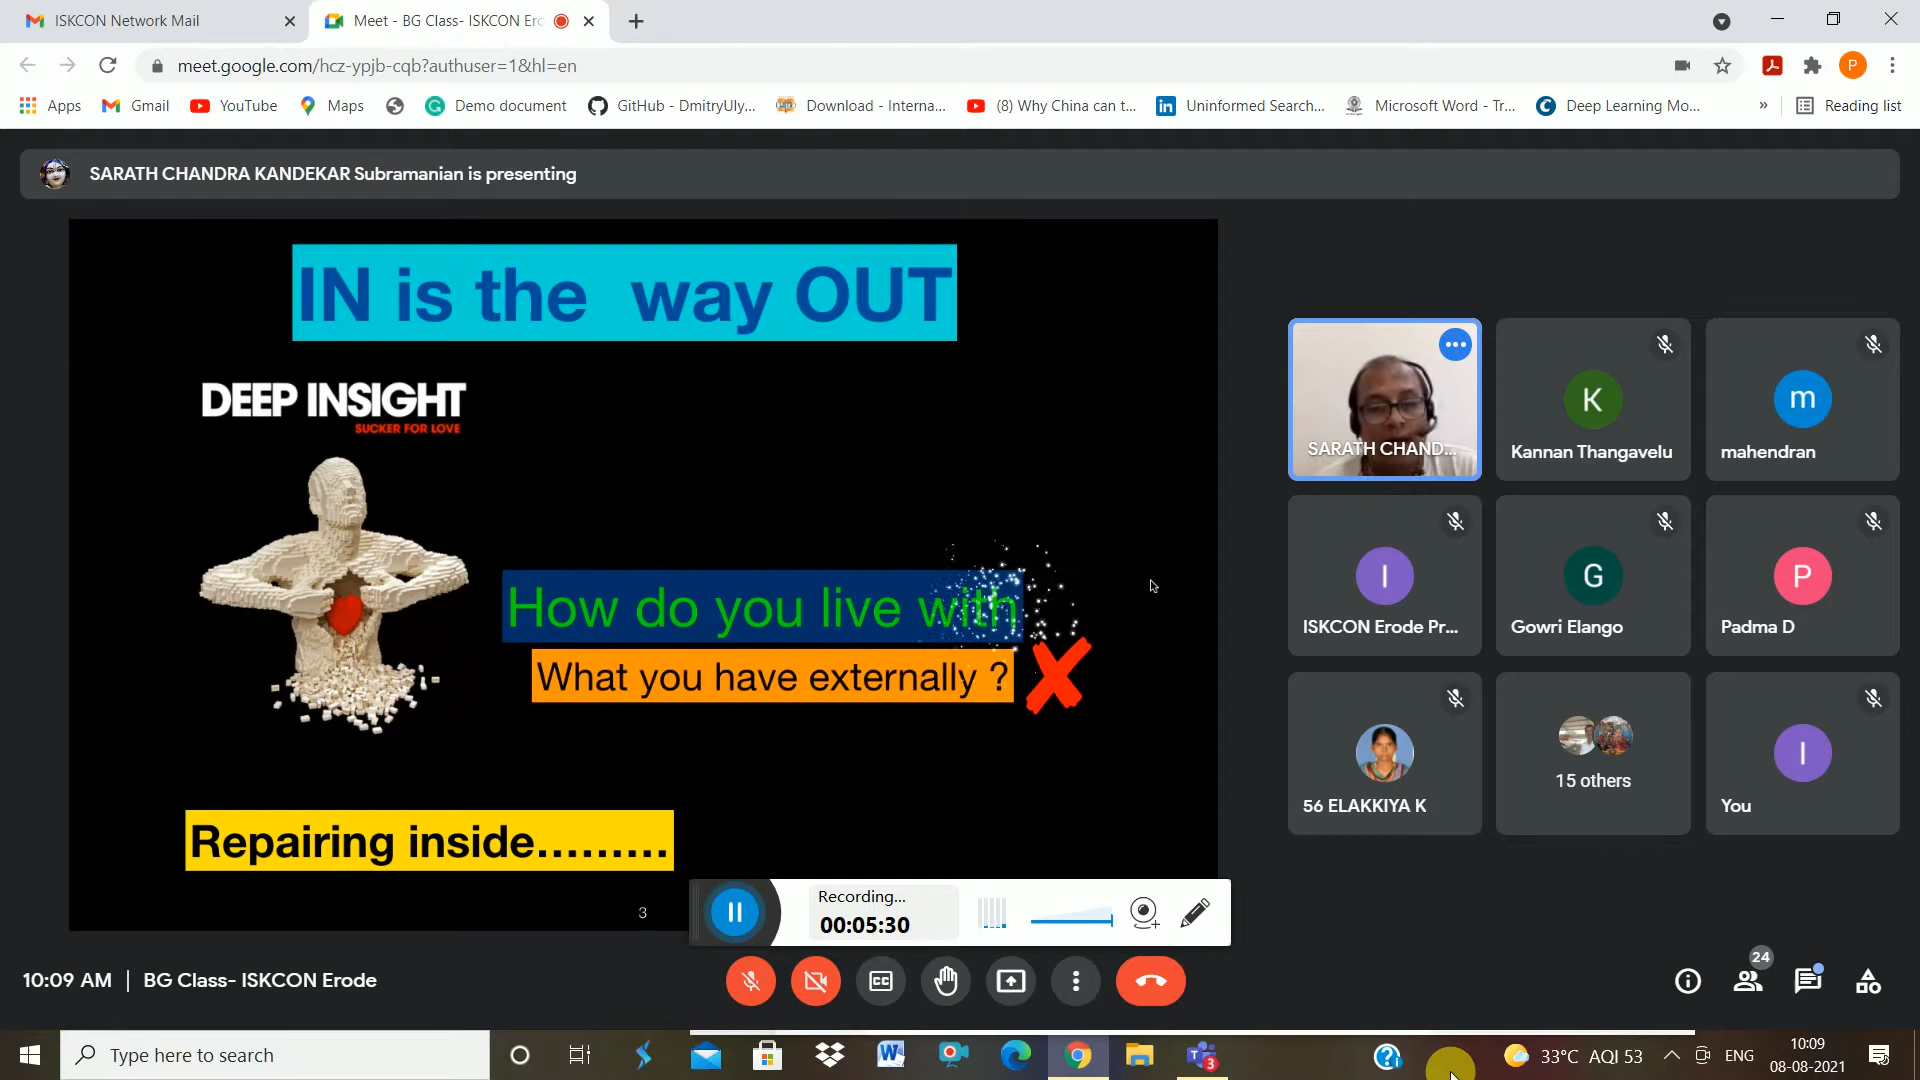 ISKCON Network Mail
Meet - BG Class- ISKCON Ero
meet.google.com/hcz-ypjb-cqb?authuser=1&hl=en
P
Apps
Gmail
YouTube
Maps
Demo document
GitHub - DmitryUly...
Download - Interna...
(8) Why China can t...
Uninformed Search...
Microsoft Word - Tr...
Deep Learning Mo...
»
Reading list
SARATH CHANDRA KANDEKAR Subramanian is presenting
IN is the way OUT
DEEP INSIGHT
SUCKER FOR LOVE
How do you live with
What you have externally ?
Repairing inside.........
3
SARATH CHAND...
K
Kannan Thangavelu
m
mahendran
I
ISKCON Erode Pr...
G
Gowri Elango
P
Padma D
56 ELAKKIYA K
15 others
I
You
Recording...
00:05:30
10:09 AM | BG Class- ISKCON Erode
CC
24
Type here to search
3
33°C AQI 53
ENG
10:09
08-08-2021